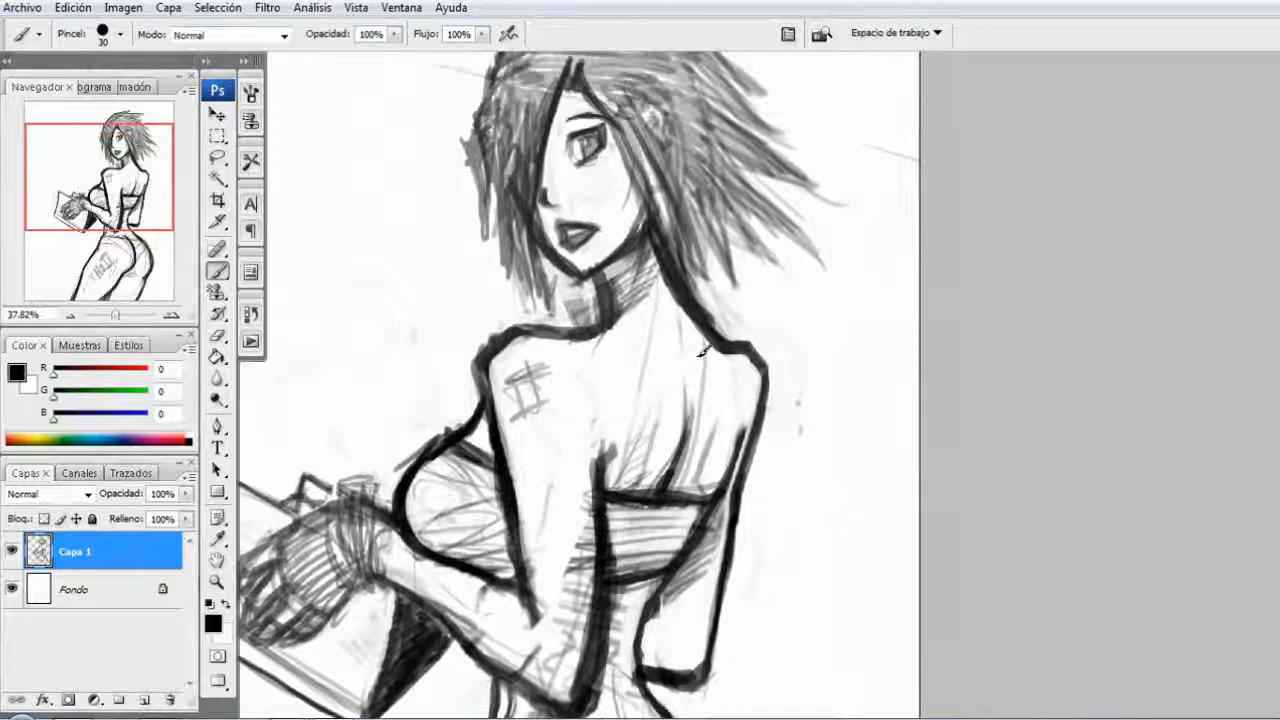 Archivo Edición Imagen Capa Selección Filtro Análisis Vista Ventana Ayuda
Pincel: 30 Modo: Normal Opacidad: 100% Flujo: 100% Espacio de trabajo
Navegador ograma mación
Ps
37.82%
Color Muestras Estilos
R 0
G 0
B 0
Capas Canales Trazados
Normal Opacidad: 100%
Bloq.: Relleno: 100%
Capa 1
Fondo